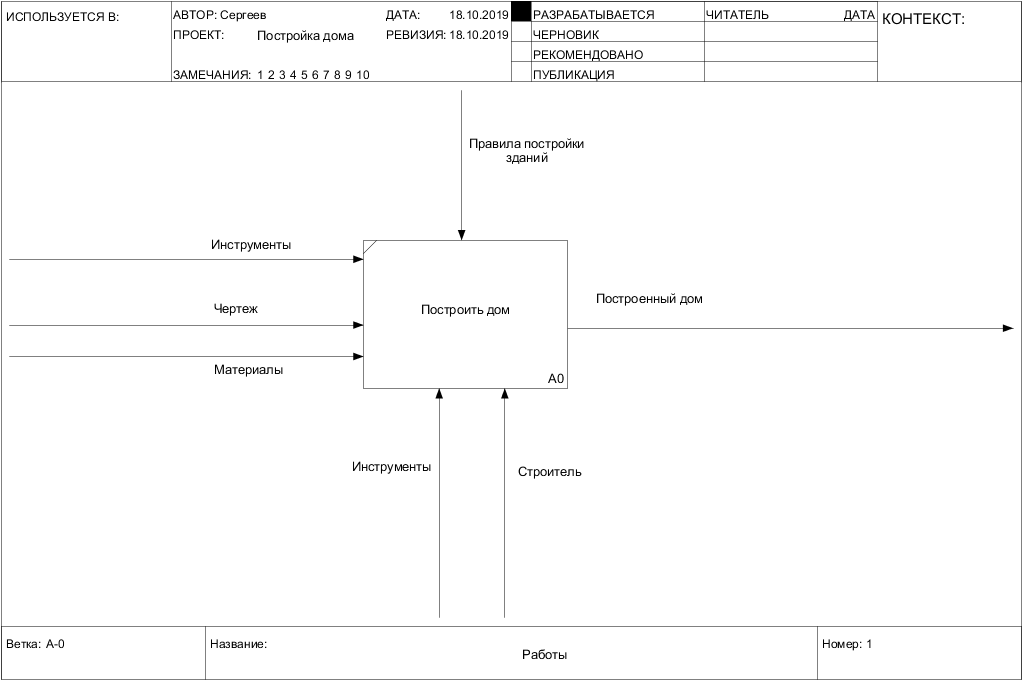 ИСПОЛЬЗУЕТСЯ В:
АВТОР: Сергеев
ДАТА: 18.10.2019
РАЗРАБАТЫВАЕТСЯ
ЧИТАТЕЛЬ
ДАТА
КОНТЕКСТ:
ПРОЕКТ: Постройка дома
РЕВИЗИЯ: 18.10.2019
ЧЕРНОВИК
РЕКОМЕНДОВАНО
ЗАМЕЧАНИЯ: 1 2 3 4 5 6 7 8 9 10
ПУБЛИКАЦИЯ
Правила постройки
зданий
Инструменты
Чертеж
Материалы
Построить дом
A0
Построенный дом
Инструменты
Строитель
Ветка: A-0
Название:
Работы
Номер: 1